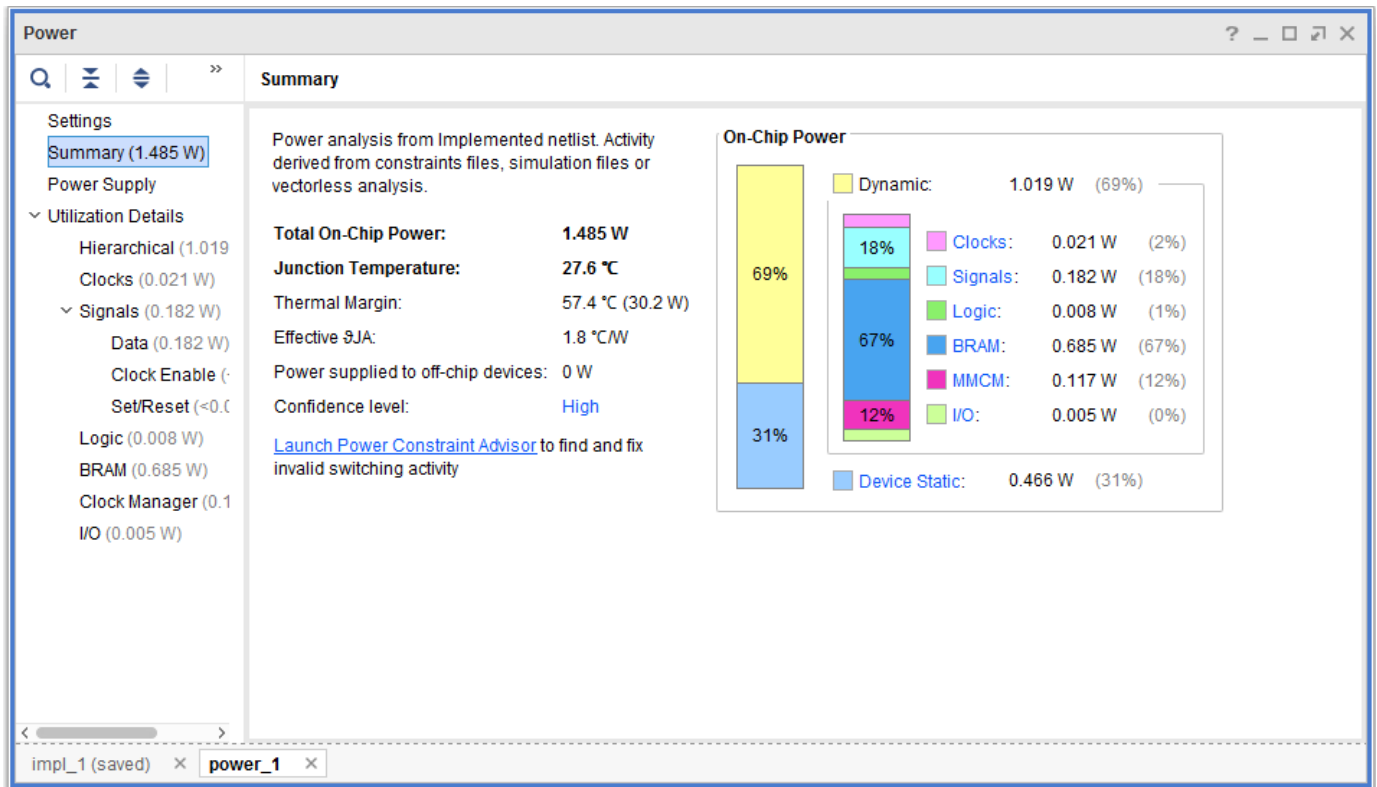 Power
Summary
Settings
Summary (1.485 W)
Power Supply
Utilization Details
Hierarchical (1.019
Clocks (0.021 W)
Signals (0.182 W)
Data (0.182 W)
Clock Enable (
Set/Reset (<0.0
Logic (0.008 W)
BRAM (0.685 W)
Clock Manager (0.1
I/O (0.005 W)
Power analysis from Implemented netlist. Activity
derived from constraints files, simulation files or
vectorless analysis.
Total On-Chip Power: 1.485 W
Junction Temperature: 27.6 °C
Thermal Margin: 57.4 °C (30.2 W)
Effective ϑJA: 1.8 °C/W
Power supplied to off-chip devices: 0 W
Confidence level: High
Launch Power Constraint Advisor to find and fix
invalid switching activity
On-Chip Power
69%
31%
Dynamic: 1.019 W (69%)
18%
67%
12%
Clocks: 0.021 W (2%)
Signals: 0.182 W (18%)
Logic: 0.008 W (1%)
BRAM: 0.685 W (67%)
MMCM: 0.117 W (12%)
I/O: 0.005 W (0%)
Device Static: 0.466 W (31%)
impl_1 (saved)
power_1